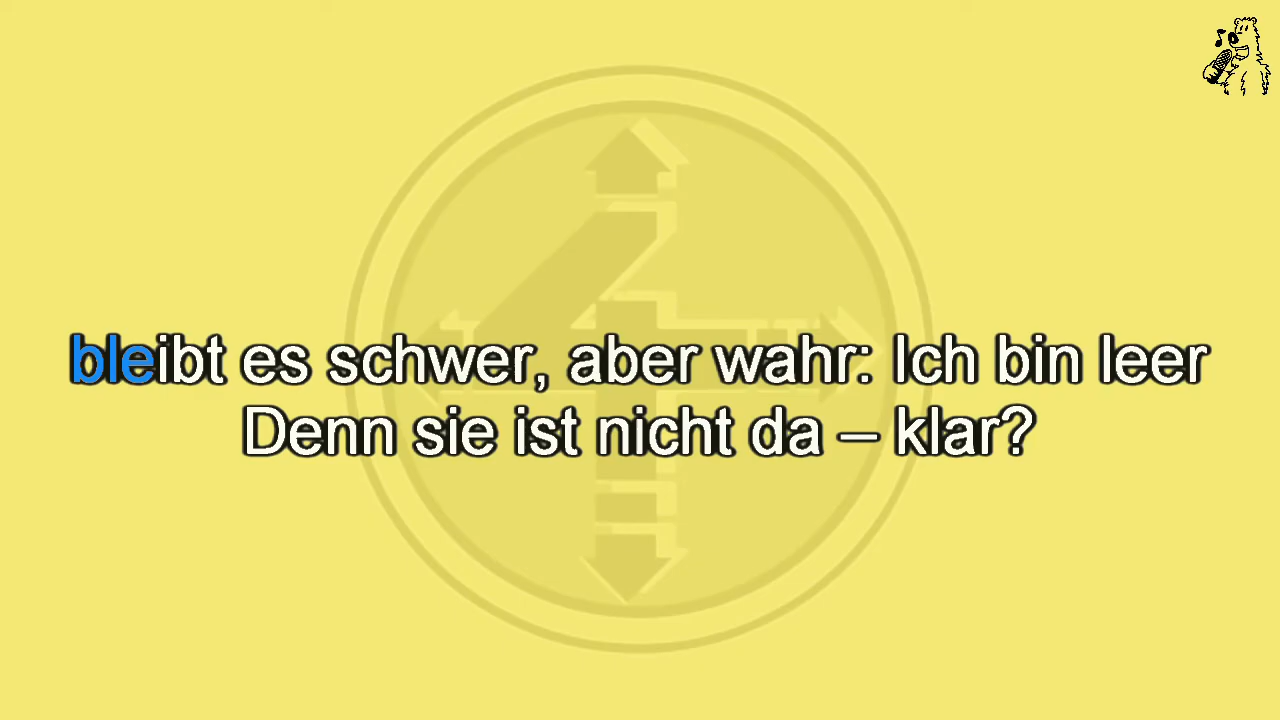 bleibt es schwer, aber wahr: Ich bin leer
Denn sie ist nicht da – klar?